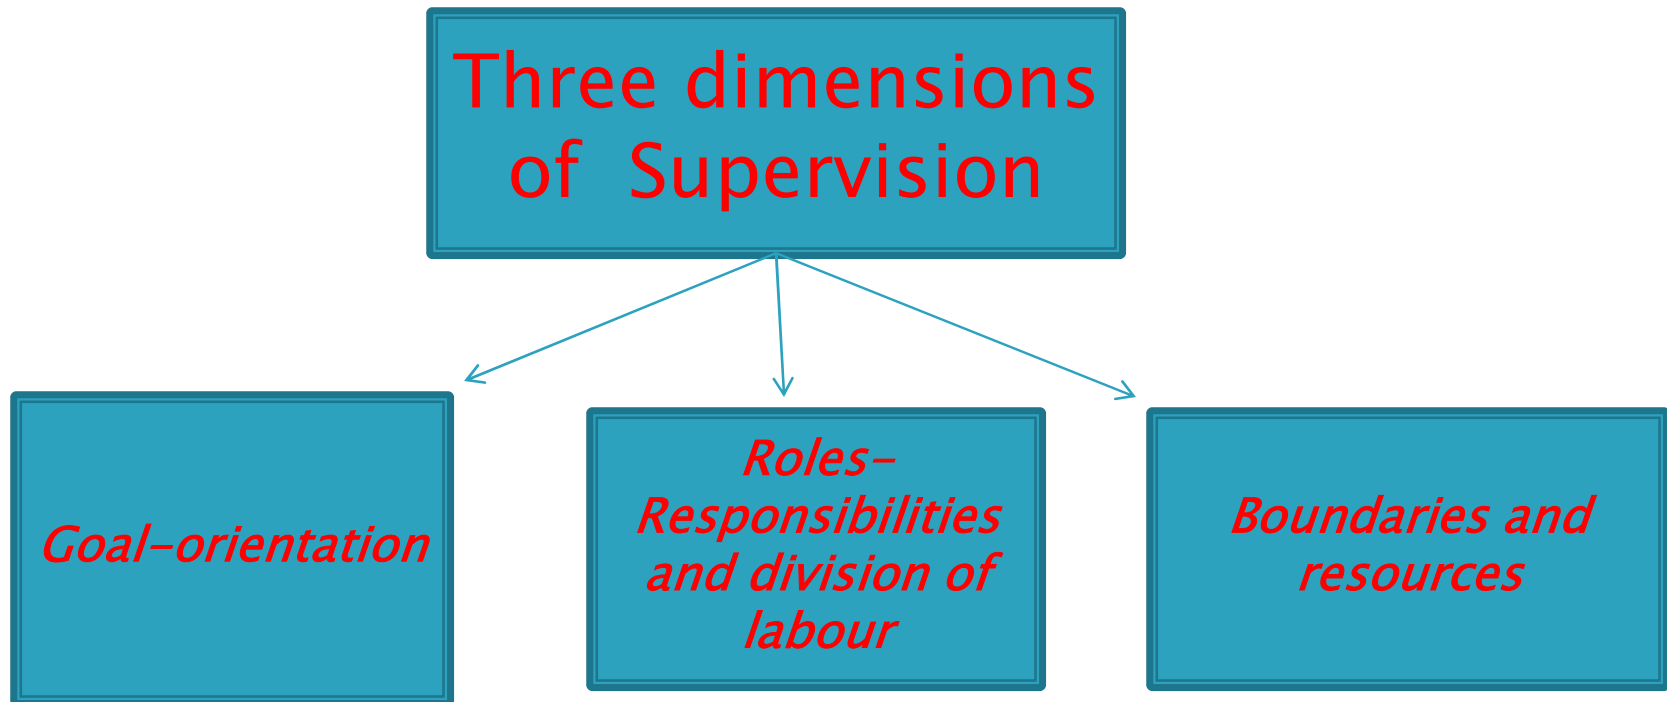 Three dimensions
of Supervision
Goal-orientation
Roles-
Responsibilities
and division of
labour
Boundaries and
resources